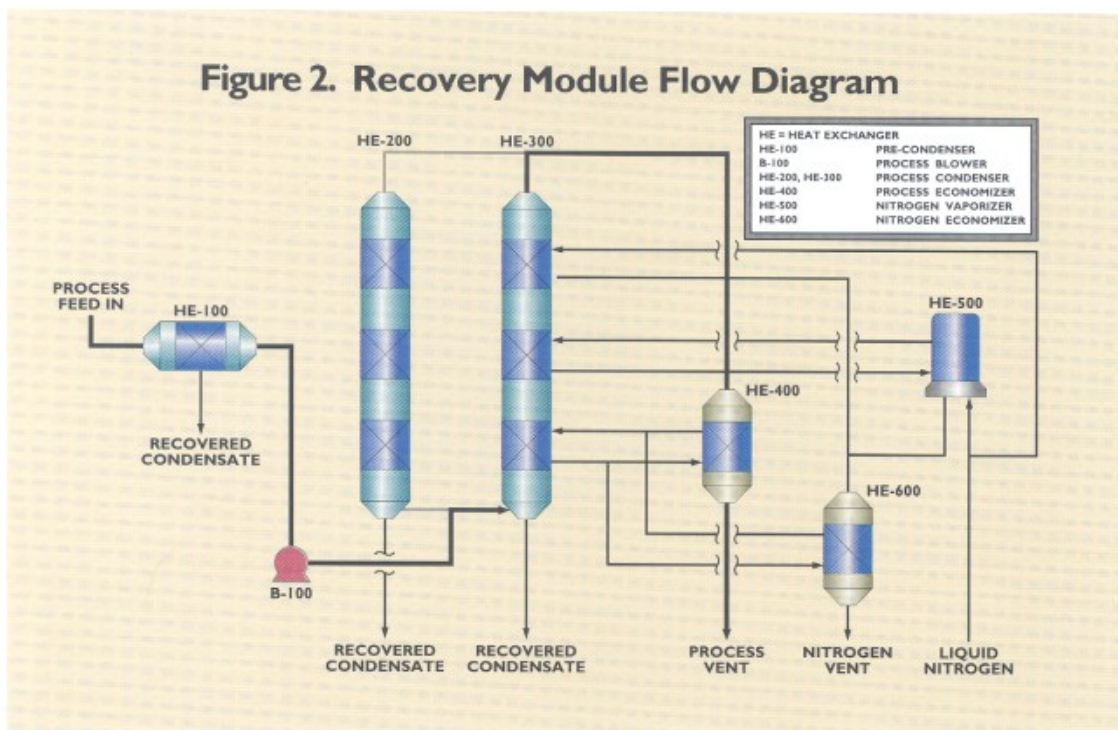 Figure 2. Recovery Module Flow Diagram
HE = HEAT EXCHANGER
HE-100 PRE-CONDENSER
B-100 PROCESS BLOWER
HE-200, HE-300 PROCESS CONDENSER
HE-400 PROCESS ECONOMIZER
HE-500 NITROGEN VAPORIZER
HE-600 NITROGEN ECONOMIZER
HE-200
HE-300
PROCESS
FEED IN
HE-100
HE-500
HE-400
RECOVERED
CONDENSATE
HE-600
B-100
RECOVERED
CONDENSATE
RECOVERED
CONDENSATE
PROCESS
VENT
NITROGEN
VENT
LIQUID
NITROGEN